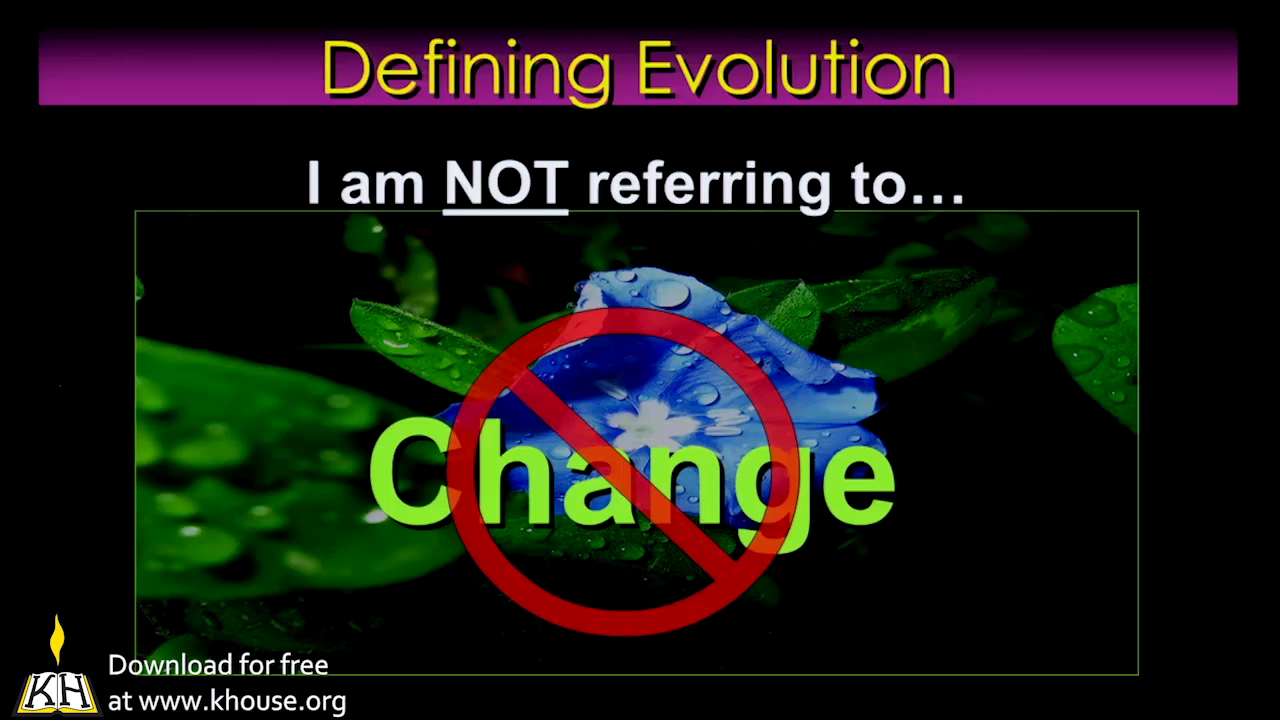 Defining Evolution
I am NOT referring to…
Change
KH
Download for free
at www.khouse.org